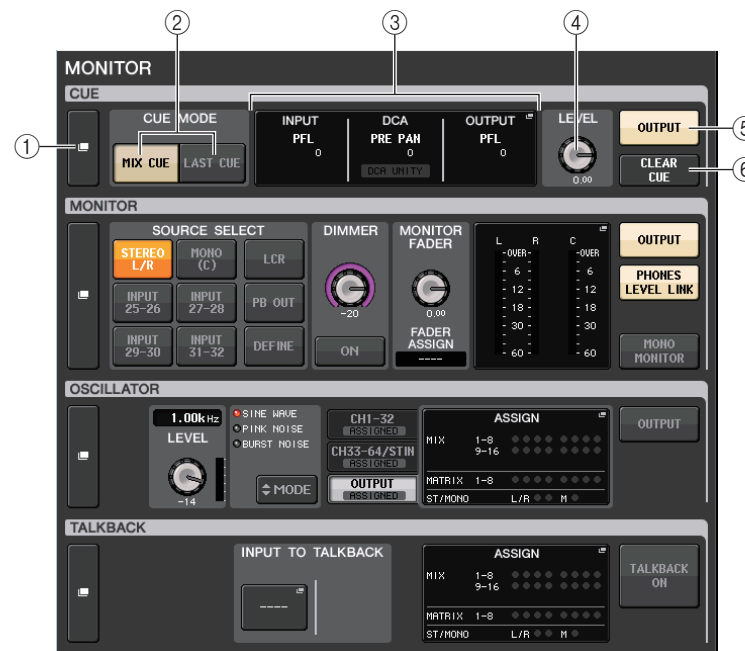 ② ③ ④
MONITOR
CUE
①
CUE MODE
MIX CUE LAST CUE
INPUT
PFL
0
DCA
PRE PAN
0
DCA UNITY
OUTPUT
PFL
0
LEVEL
0.00
OUTPUT
⑤
CLEAR
CUE
⑥
MONITOR
SOURCE SELECT
STEREO
L/R
MONO
(C)
LCR
INPUT
25-26
INPUT
27-28
PB OUT
INPUT
29-30
INPUT
31-32
DEFINE
DIMMER
-20
ON
MONITOR
FADER
0.00
FADER
ASSIGN
----
L R C
-OVER- -OVER
6 6
12 12
18 18
30 30
60 60
OUTPUT
PHONES
LEVEL LINK
MONO
MONITOR
OSCILLATOR
1.00kHz
LEVEL
-14
SINE WAVE
PINK NOISE
BURST NOISE
MODE
CH1-32
ASSIGNED
CH33-64/STIN
ASSIGNED
OUTPUT
ASSIGNED
ASSIGN
MIX 1-8
9-16
MATRIX 1-8
ST/MONO L/R M
OUTPUT
TALKBACK
INPUT TO TALKBACK
----
ASSIGN
MIX 1-8
9-16
MATRIX 1-8
ST/MONO L/R M
TALKBACK
ON